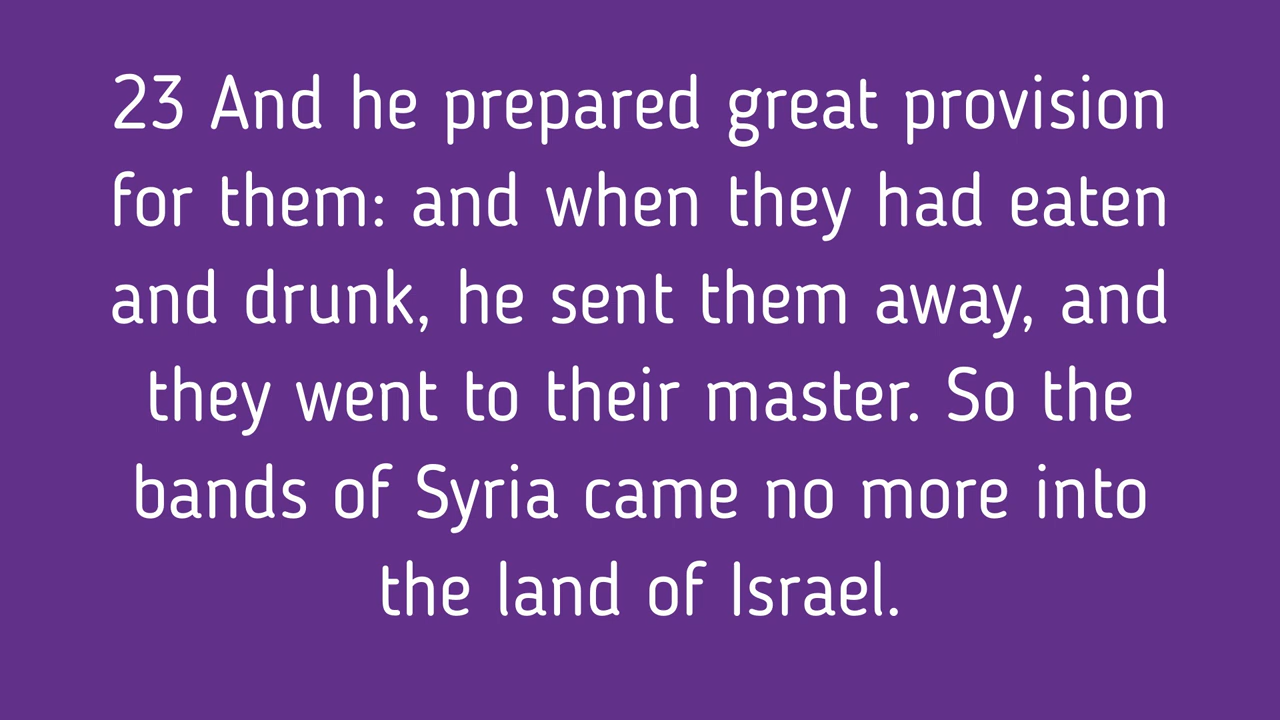 23 And he prepared great provision
for them: and when they had eaten
and drunk, he sent them away, and
they went to their master. So the
bands of Syria came no more into
the land of Israel.